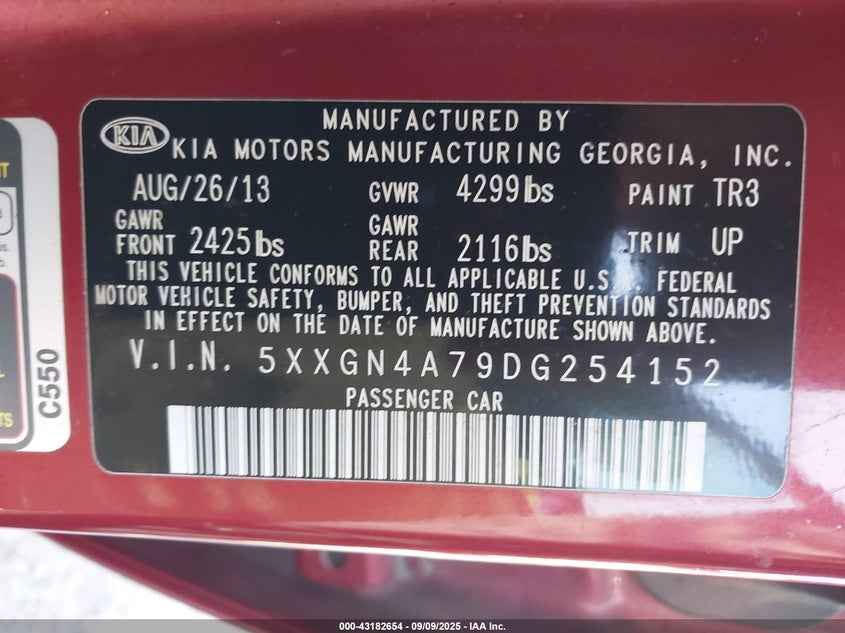 MANUFACTURED BY
KIA KIA MOTORS MANUFACTURING GEORGIA, INC.
AUG/26/13 GVWR 4299lbs PAINT TR3
GAWR FRONT 2425lbs GAWR REAR 2116lbs TRIM UP
THIS VEHICLE CONFORMS TO ALL APPLICABLE U.S.A. FEDERAL
MOTOR VEHICLE SAFETY, BUMPER, AND THEFT PREVENTION STANDARDS
IN EFFECT ON THE DATE OF MANUFACTURE SHOWN ABOVE.
V.I.N. 5XXGN4A79DG254152
PASSENGER CAR
C550
000-43182654 - 09/09/2025 - IAA Inc.